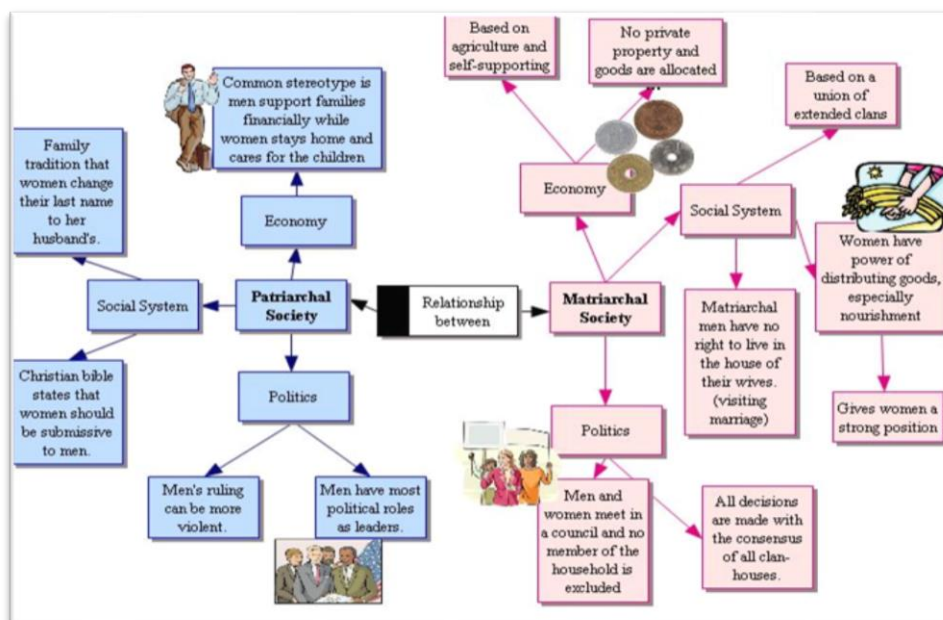 Based on
agriculture and
self-supporting
No private
property and
goods are allocated
Based on a
union of
extended clans
Common stereotype is
men support families
financially while
women stays home and
cares for the children
Family
tradition that
women change
their last name
to her
husband's.
Economy
Economy
Social System
Women have
power of
distributing goods,
especially
nourishment
Social System
Patriarchal
Society
Relationship
between
Matriarchal
Society
Matriarchal
men have no
right to live in
the house of
their wives.
(visiting
marriage)
Christian bible
states that
women should
be submissive
to men.
Politics
Gives women a
strong position
Politics
Men's ruling
can be more
violent.
Men have most
political roles
as leaders.
Men and
women meet in
a council and no
member of the
household is
excluded
All decisions
are made with
the consensus
of all clan-
houses.